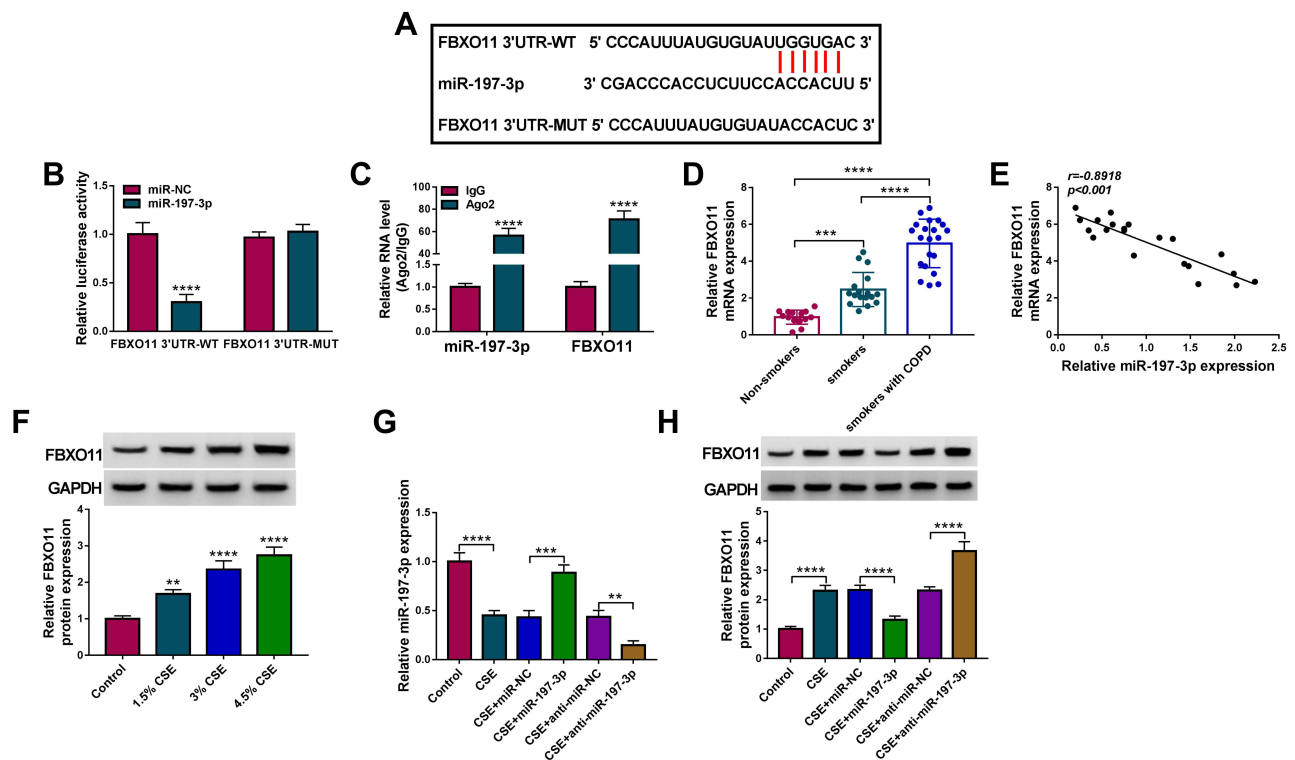 A
FBXO11 3'UTR-WT 5' CCCAUUUAUGUGUAUUGGUGAC 3'
miR-197-3p 3' CGACCCACCUCUUCCACCACUU 5'
FBXO11 3'UTR-MUT 5' CCCAUUUAUGUGUAUACCACUC 3'
B
Relative luciferase activity
1.5
1.0
0.5
0.0
miR-NC
miR-197-3p
****
FBXO11 3'UTR-WT FBXO11 3'UTR-MUT
C
Relative RNA level
(Ago2/IgG)
100
80
60
40
1.5
1.0
0.5
0.0
IgG
Ago2
****
****
miR-197-3p FBXO11
D
Relative FBXO11
mRNA expression
8
6
4
2
0
****
****
***
Non-smokers
smokers
smokers with COPD
E
r=-0.8918
p<0.001
Relative FBXO11
mRNA expression
8
6
4
2
0
0.0 0.5 1.0 1.5 2.0 2.5
Relative miR-197-3p expression
F
FBXO11
GAPDH
Relative FBXO11
protein expression
4
3
2
1
0
**
****
****
Control
1.5% CSE
3% CSE
4.5% CSE
G
Relative miR-197-3p expression
1.5
1.0
0.5
0.0
****
***
**
Control
CSE
CSE+miR-NC
CSE+miR-197-3p
CSE+anti-miR-NC
CSE+anti-miR-197-3p
H
FBXO11
GAPDH
Relative FBXO11
protein expression
5
4
3
2
1
0
****
****
****
Control
CSE
CSE+miR-NC
CSE+miR-197-3p
CSE+anti-miR-NC
CSE+anti-miR-197-3p